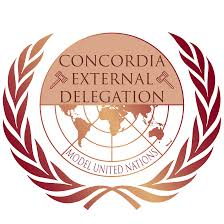 CONCORDIA
EXTERNAL
DELEGATION
MODEL UNITED NATIONS